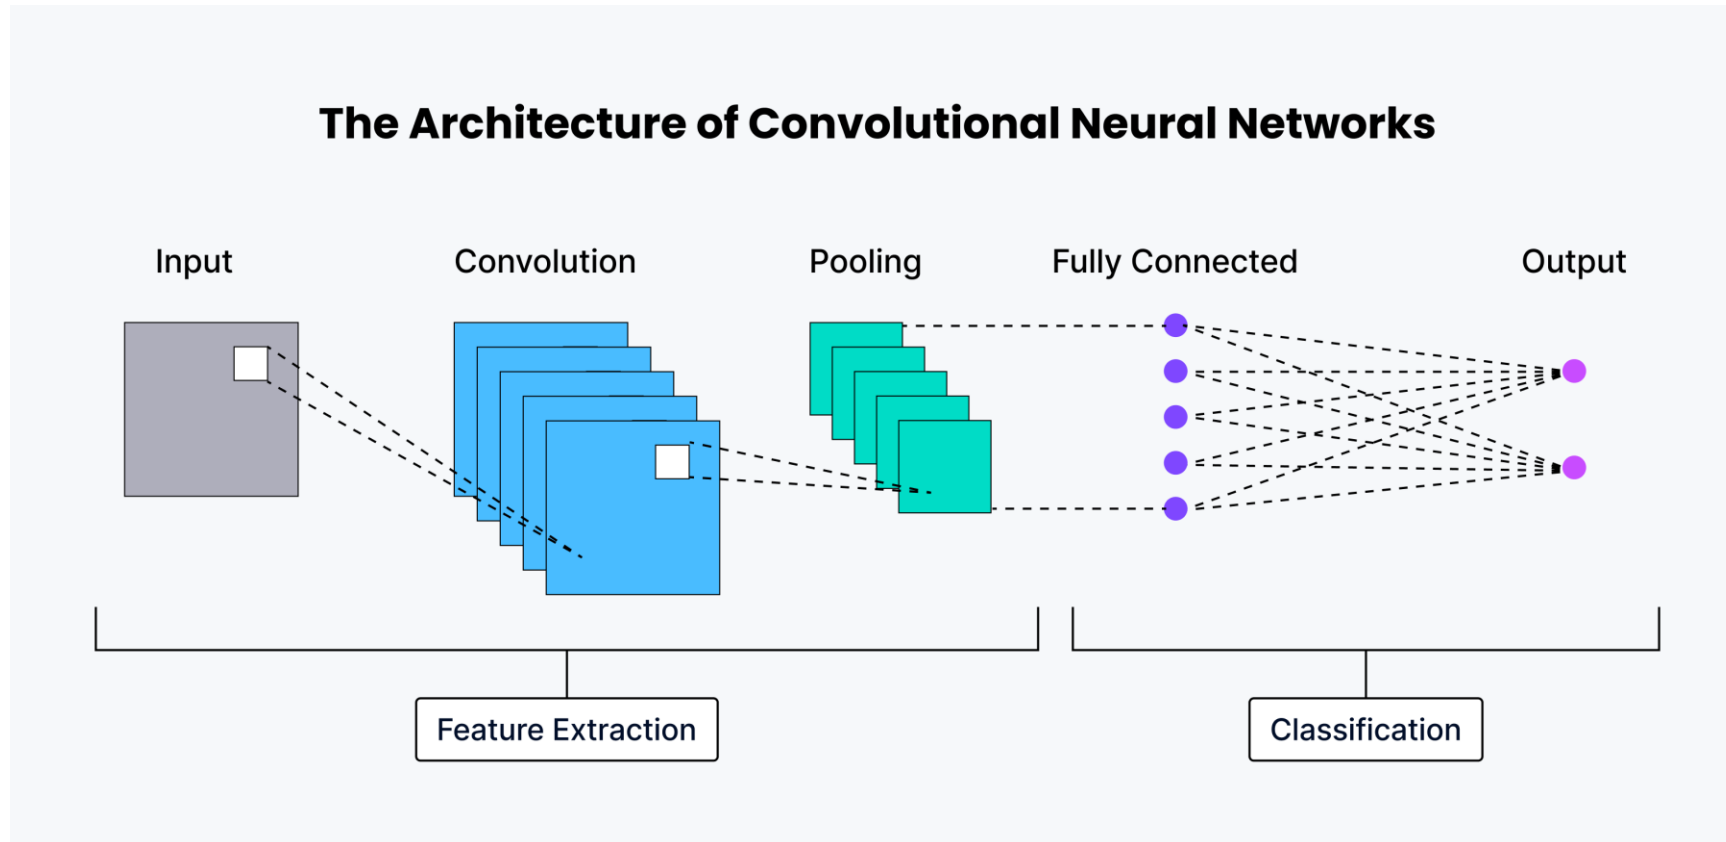 The Architecture of Convolutional Neural Networks
Input
Convolution
Pooling
Fully Connected
Output
Feature Extraction
Classification